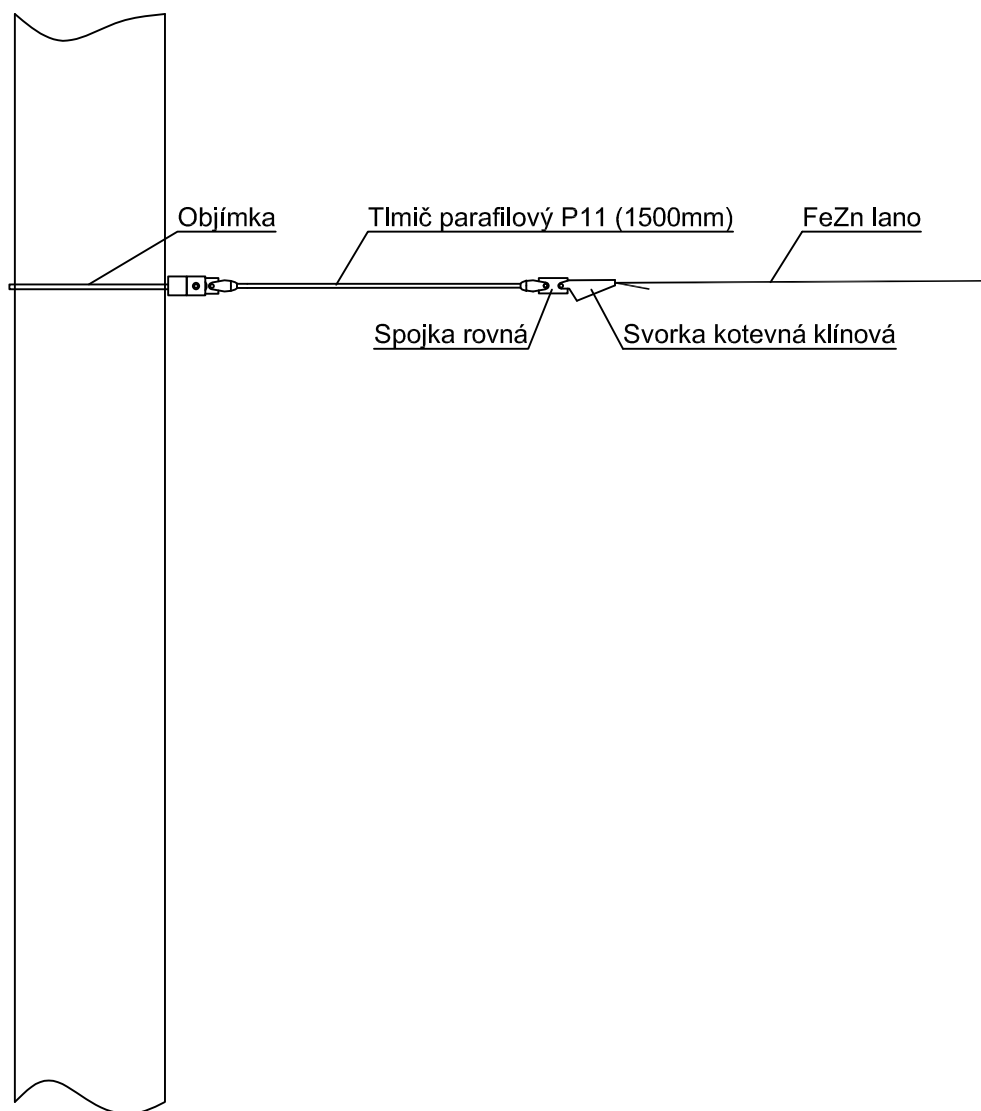 Objímka
Tlmič parafilový P11 (1500mm)
FeZn lano
Spojka rovná
Svorka kotevná klínová